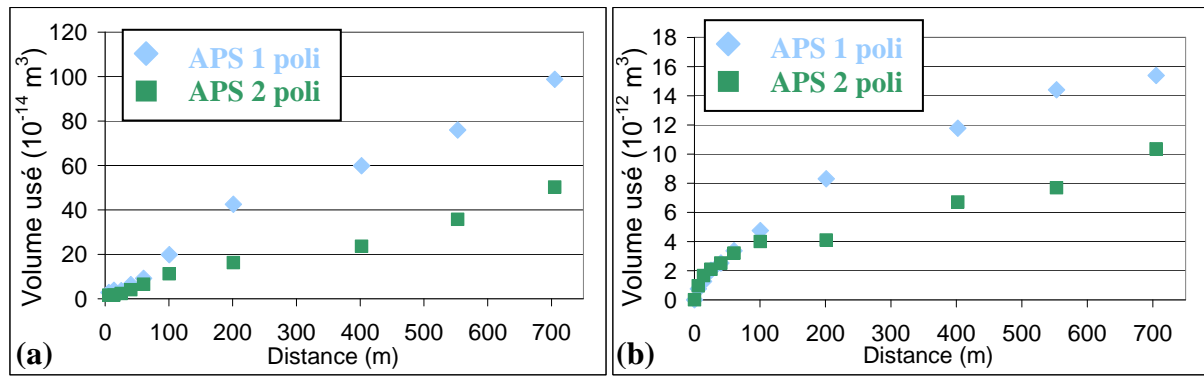 120
100
80
60
40
20
0
Volume usé (10⁻¹⁴ m³)
APS 1 poli
APS 2 poli
0 100 200 300 400 500 600 700
Distance (m)
(a)
18
16
14
12
10
8
6
4
2
0
Volume usé (10⁻¹² m³)
APS 1 poli
APS 2 poli
0 100 200 300 400 500 600 700
Distance (m)
(b)